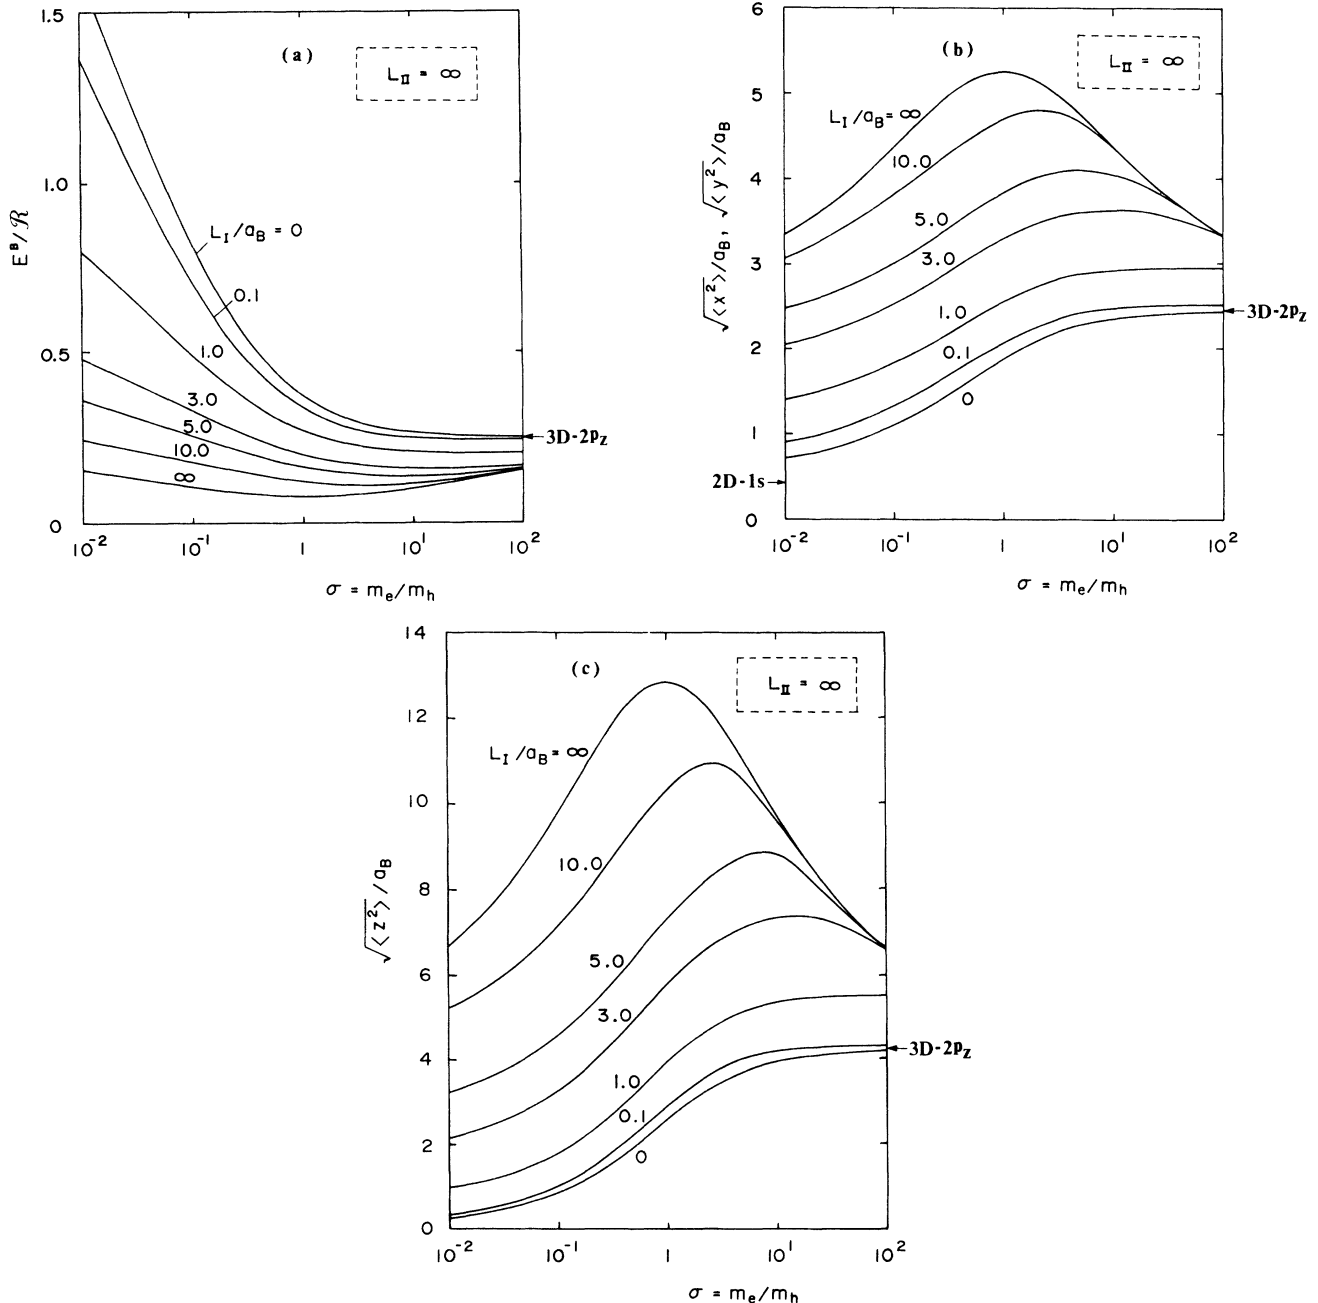 (a)
L_II = ∞
1.5
1.0
0.5
0
E^B/ℛ
L_I/a_B = 0
0.1
1.0
3.0
5.0
10.0
∞
3D-2p_z
10^-2 10^-1 1 10^1 10^2
σ = m_e/m_h
(b)
L_II = ∞
6
5
4
3
2
1
0
√⟨x^2⟩/a_B, √⟨y^2⟩/a_B
L_I/a_B = ∞
10.0
5.0
3.0
1.0
0.1
0
3D-2p_z
2D-1s
10^-2 10^-1 1 10^1 10^2
σ = m_e/m_h
(c)
L_II = ∞
14
12
10
8
6
4
2
0
√⟨z^2⟩/a_B
L_I/a_B = ∞
10.0
5.0
3.0
1.0
0.1
0
3D-2p_z
10^-2 10^-1 1 10^1 10^2
σ = m_e/m_h